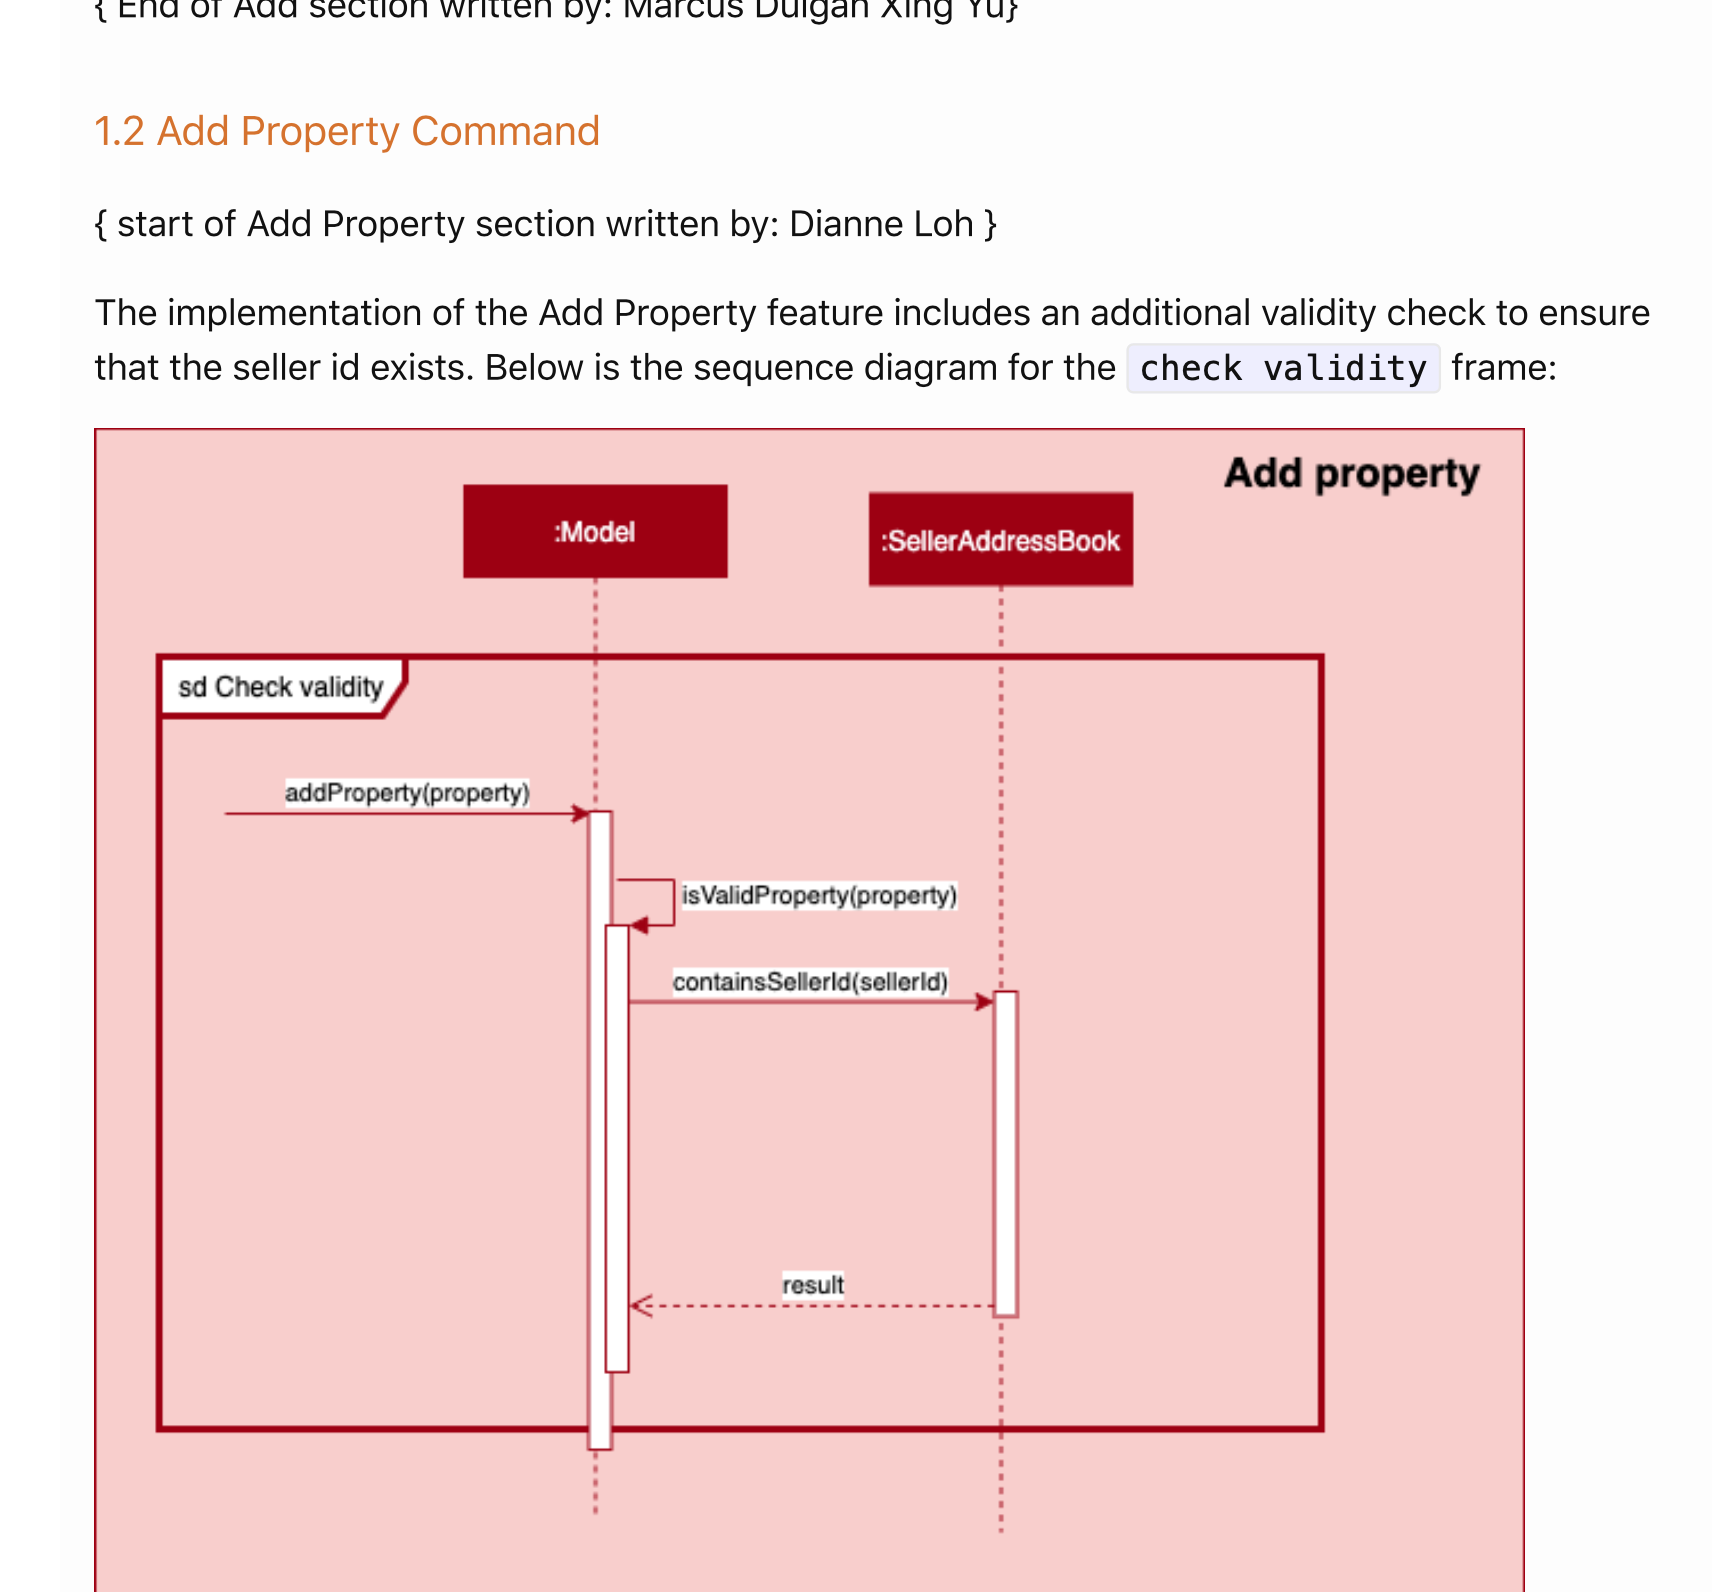 { End of Add section written by: Marcus Duigan Xing Yu}
1.2 Add Property Command
{ start of Add Property section written by: Dianne Loh }
The implementation of the Add Property feature includes an additional validity check to ensure
that the seller id exists. Below is the sequence diagram for the check validity frame:
Add property
:Model
:SellerAddressBook
sd Check validity
addProperty(property)
isValidProperty(property)
containsSellerId(sellerId)
result